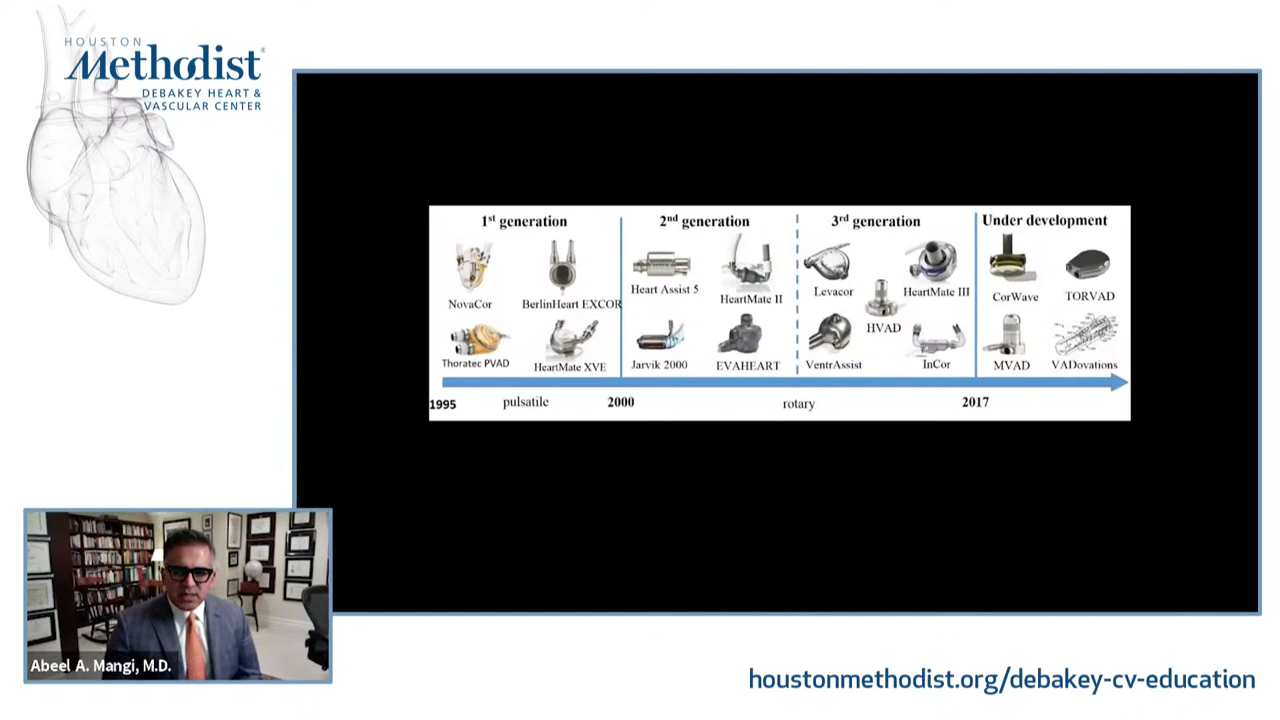 HOUSTON
Methodist
DEBAKEY HEART &
VASCULAR CENTER
1st generation
2nd generation
3rd generation
Under development
NovaCor
BerlinHeart EXCOR
Heart Assist 5
HeartMate II
Levacor
HVAD
HeartMate III
CorWave
TORVAD
Thoratec PVAD
HeartMate XVE
Jarvik 2000
EVAHEART
VentrAssist
InCor
MVAD
VADovations
1995
pulsatile
2000
rotary
2017
Abeel A. Mangi, M.D.
houstonmethodist.org/debakey-cv-education